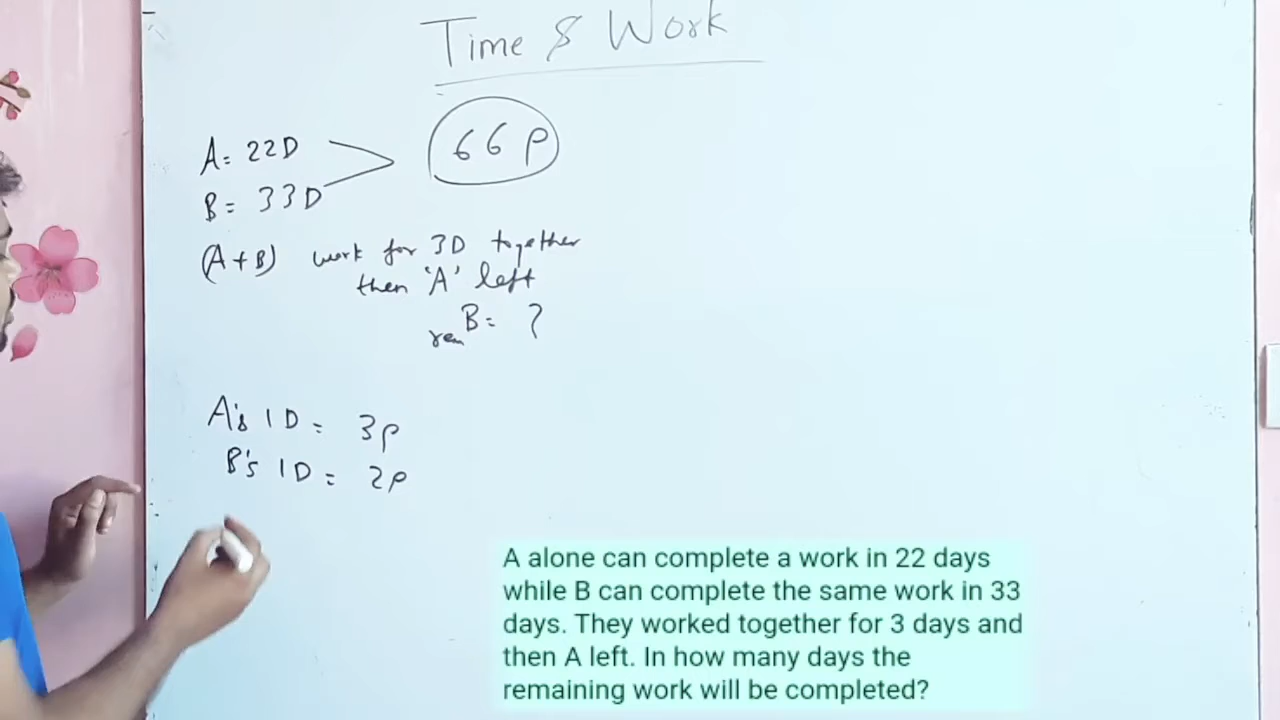 Time & Work
A = 22D
B = 33D
66 P
(A+B) work for 3D together
then 'A' left
rem B = ?
A's 1D = 3p
B's 1D = 2p
A alone can complete a work in 22 days
while B can complete the same work in 33
days. They worked together for 3 days and
then A left. In how many days the
remaining work will be completed?